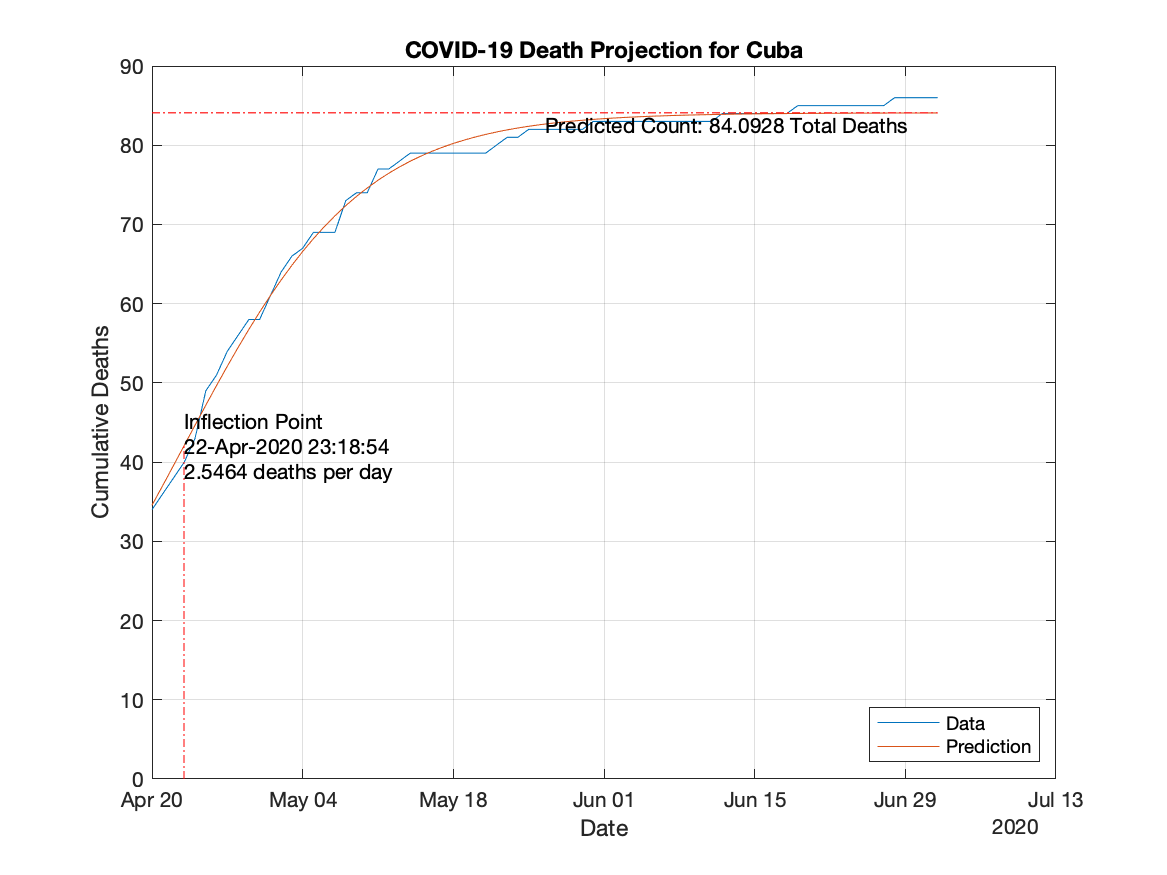 COVID-19 Death Projection for Cuba
90
80
70
60
50
40
30
20
10
0
Cumulative Deaths
Predicted Count: 84.0928 Total Deaths
Inflection Point
22-Apr-2020 23:18:54
2.5464 deaths per day
Data
Prediction
Apr 20 May 04 May 18 Jun 01 Jun 15 Jun 29 Jul 13
Date
2020